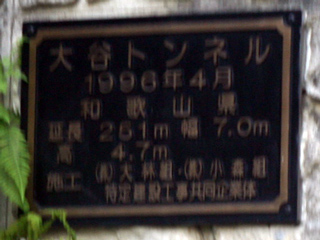 大谷トンネル
1996年4月
和歌山県
延長 251m 幅 7.0m
高 4.7m
施工 (株)大林組・(株)小森組
特定建設工事共同企業体